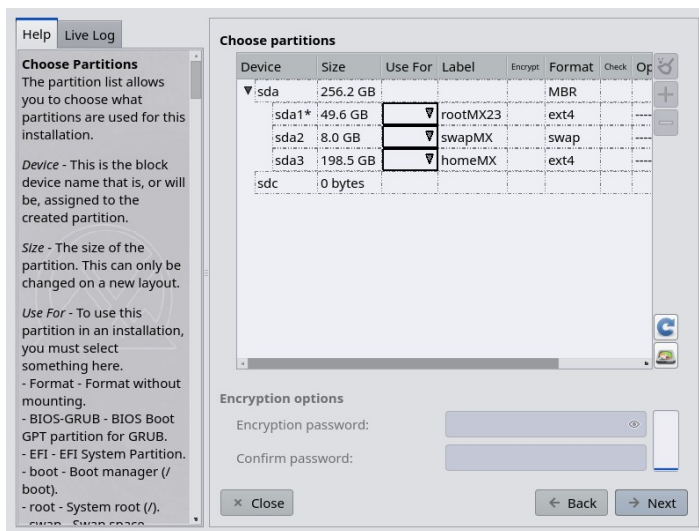 Help Live Log
Choose Partitions
The partition list allows
you to choose what
partitions are used for this
installation.
Device - This is the block
device name that is, or will
be, assigned to the
created partition.
Size - The size of the
partition. This can only be
changed on a new layout.
Use For - To use this
partition in an installation,
you must select
something here.
- Format - Format without
mounting.
- BIOS-GRUB - BIOS Boot
GPT partition for GRUB.
- EFI - EFI System Partition.
- boot - Boot manager (/
boot).
- root - System root (/).
- swap - Swap space.
Choose partitions
Device Size Use For Label Encrypt Format Check Op
sda 256.2 GB MBR
sda1* 49.6 GB rootMX23 ext4 ----
sda2 8.0 GB swapMX swap ----
sda3 198.5 GB homeMX ext4 ----
sdc 0 bytes
Encryption options
Encryption password:
Confirm password:
Close Back Next